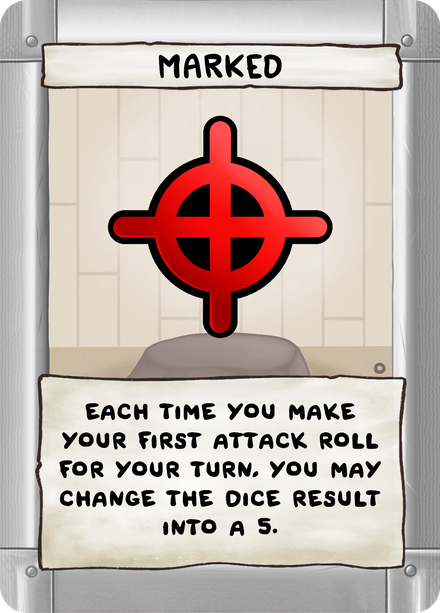 MARKED
EACH TIME YOU MAKE
YOUR FIRST ATTACK ROLL
FOR YOUR TURN, YOU MAY
CHANGE THE DICE RESULT
INTO A 5.